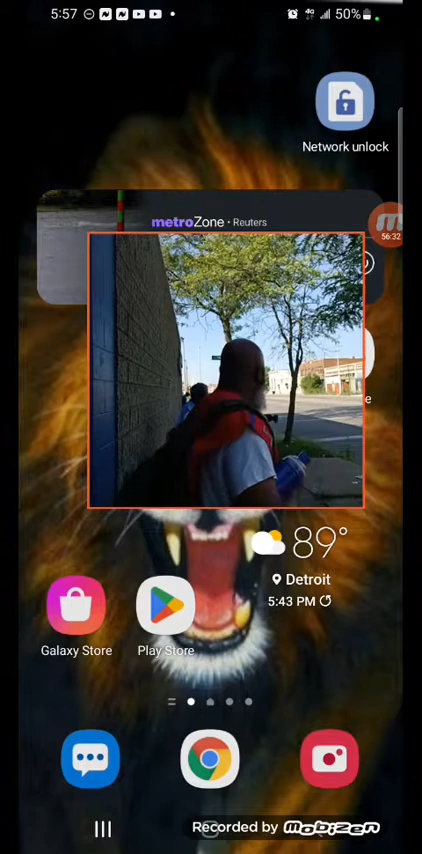 5:57
4G
50%
Network unlock
metroZone • Reuters
56:32
e
89°
Detroit
5:43 PM
Galaxy Store
Play Store
Recorded by MOBIZEN